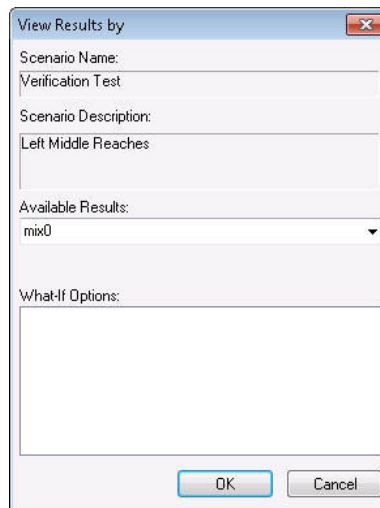 View Results by
Scenario Name:
Verification Test
Scenario Description:
Left Middle Reaches
Available Results:
mix0
What-If Options:
OK
Cancel